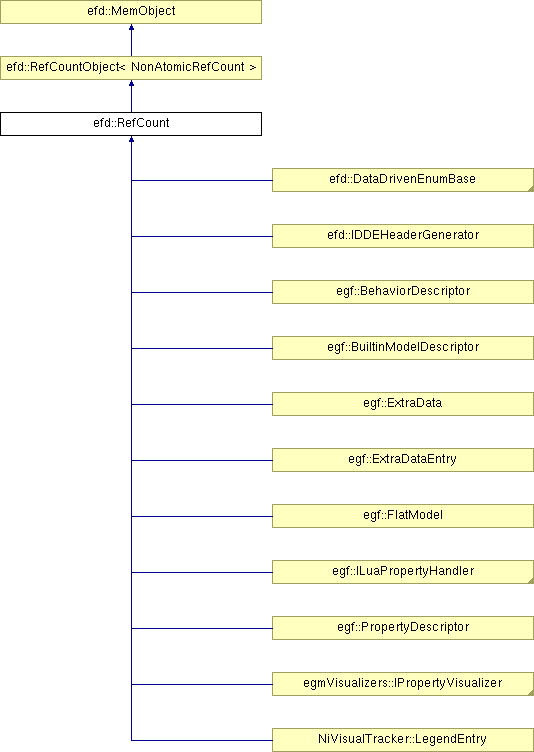 efd::MemObject
efd::RefCountObject< NonAtomicRefCount >
efd::RefCount
efd::DataDrivenEnumBase
efd::IDDEHeaderGenerator
egf::BehaviorDescriptor
egf::BuiltinModelDescriptor
egf::ExtraData
egf::ExtraDataEntry
egf::FlatModel
egf::ILuaPropertyHandler
egf::PropertyDescriptor
egmVisualizers::IPropertyVisualizer
NiVisualTracker::LegendEntry